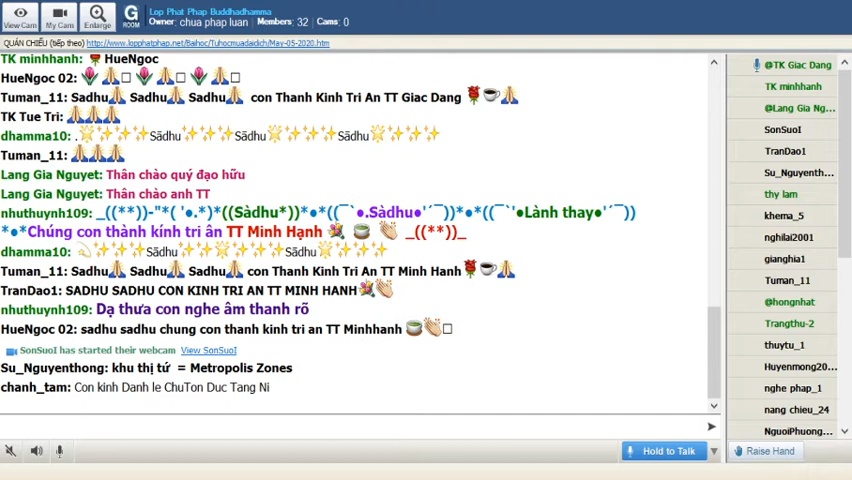 View Cam
My Cam
Enlarge
G
ROOM
Lop Phat Phap Buddhadhamma
Owner: chua phap luan Members: 32 Cams: 0
QUÁN CHIẾU (tiếp theo) http://www.lopphatphap.net/Baihoc/Tuhocmuadaidich/May-05-2020.htm
TK minhhanh: 🌹HueNgoc
HueNgoc 02: 🌷🙏□ 🌷🙏□ 🌷🙏□
Tuman_11: Sadhu🙏 Sadhu🙏 Sadhu🙏 con Thanh Kinh Tri An TT Giac Dang 🌹☕🙏
TK Tue Tri: 🙏🙏🙏
dhamma10: .🌟✨✨✨Sādhu✨✨✨Sādhu🌟✨✨✨Sādhu🌟✨✨✨
Tuman_11: 🙏🙏🙏
Lang Gia Nguyet: Thân chào quý đạo hữu
Lang Gia Nguyet: Thân chào anh TT
nhuthuynh109: _((**))-"*( '●.*)*((Sàdhu*))*●*((¯`●.Sàdhu●'´¯))*●*((¯`'●Lành thay●'´¯))
*●*Chúng con thành kính tri ân TT Minh Hạnh 💐 🍵 👏 _((**))_
dhamma10: 💫✨✨✨Sādhu✨✨🌟✨✨✨Sādhu🌟✨✨✨
Tuman_11: Sadhu🙏 Sadhu🙏 Sadhu🙏 con Thanh Kinh Tri An TT Minh Hanh🌹☕🙏
TranDao1: SADHU SADHU CON KINH TRI AN TT MINH HANH💐👏
nhuthuynh109: Dạ thưa con nghe âm thanh rõ
HueNgoc 02: sadhu sadhu chung con thanh kinh tri an TT Minhhanh 🍵👏□
SonSuoI has started their webcam View SonSuoI
Su_Nguyenthong: khu thị tứ = Metropolis Zones
chanh_tam: Con kinh Danh le ChuTon Duc Tang Ni
@TK Giac Dang
TK minhhanh
@Lang Gia Ng...
SonSuoI
TranDao1
Su_Nguyenth...
thy lam
khema_5
nghilai2001
gianghia1
Tuman_11
@hongnhat
Trangthu-2
thuytu_1
Huyenmong20...
nghe phap_1
nang chieu_24
NguoiPhuong...
Hold to Talk
Raise Hand